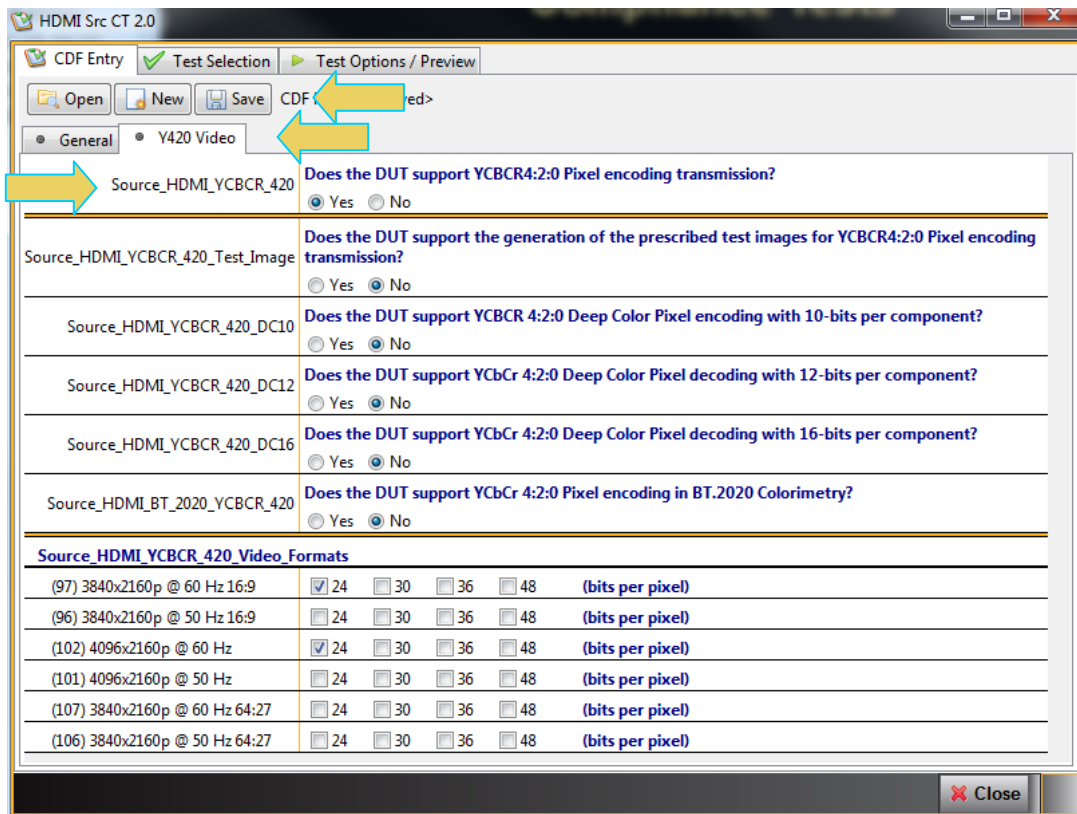 HDMI Src CT 2.0
Compliance Tests
CDF Entry Test Selection Test Options / Preview
Open New Save CDF ved>
General Y420 Video
Source_HDMI_YCBCR_420
Does the DUT support YCBCR4:2:0 Pixel encoding transmission?
Yes No
Source_HDMI_YCBCR_420_Test_Image
Does the DUT support the generation of the prescribed test images for YCBCR4:2:0 Pixel encoding
transmission?
Yes No
Source_HDMI_YCBCR_420_DC10
Does the DUT support YCBCR 4:2:0 Deep Color Pixel encoding with 10-bits per component?
Yes No
Source_HDMI_YCBCR_420_DC12
Does the DUT support YCbCr 4:2:0 Deep Color Pixel decoding with 12-bits per component?
Yes No
Source_HDMI_YCBCR_420_DC16
Does the DUT support YCbCr 4:2:0 Deep Color Pixel decoding with 16-bits per component?
Yes No
Source_HDMI_BT_2020_YCBCR_420
Does the DUT support YCbCr 4:2:0 Pixel encoding in BT.2020 Colorimetry?
Yes No
Source_HDMI_YCBCR_420_Video_Formats
(97) 3840x2160p @ 60 Hz 16:9 24 30 36 48 (bits per pixel)
(96) 3840x2160p @ 50 Hz 16:9 24 30 36 48 (bits per pixel)
(102) 4096x2160p @ 60 Hz 24 30 36 48 (bits per pixel)
(101) 4096x2160p @ 50 Hz 24 30 36 48 (bits per pixel)
(107) 3840x2160p @ 60 Hz 64:27 24 30 36 48 (bits per pixel)
(106) 3840x2160p @ 50 Hz 64:27 24 30 36 48 (bits per pixel)
Close